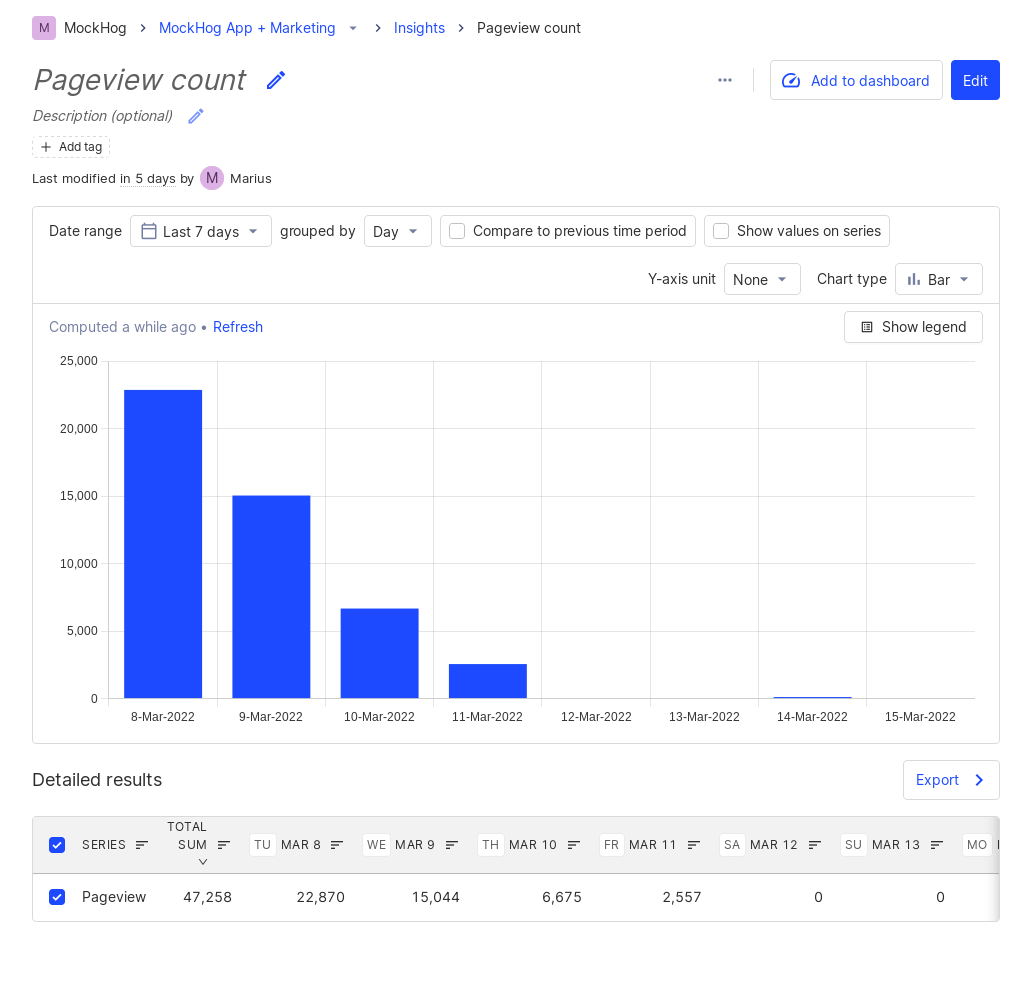 M MockHog MockHog App + Marketing Insights Pageview count
Pageview count
Add to dashboard Edit
Description (optional)
Add tag
Last modified in 5 days by M Marius
Date range Last 7 days grouped by Day Compare to previous time period Show values on series
Y-axis unit None Chart type Bar
Computed a while ago • Refresh Show legend
25,000
20,000
15,000
10,000
5,000
0
8-Mar-2022 9-Mar-2022 10-Mar-2022 11-Mar-2022 12-Mar-2022 13-Mar-2022 14-Mar-2022 15-Mar-2022
Detailed results Export
SERIES TOTAL SUM TU MAR 8 WE MAR 9 TH MAR 10 FR MAR 11 SA MAR 12 SU MAR 13 MO
Pageview 47,258 22,870 15,044 6,675 2,557 0 0